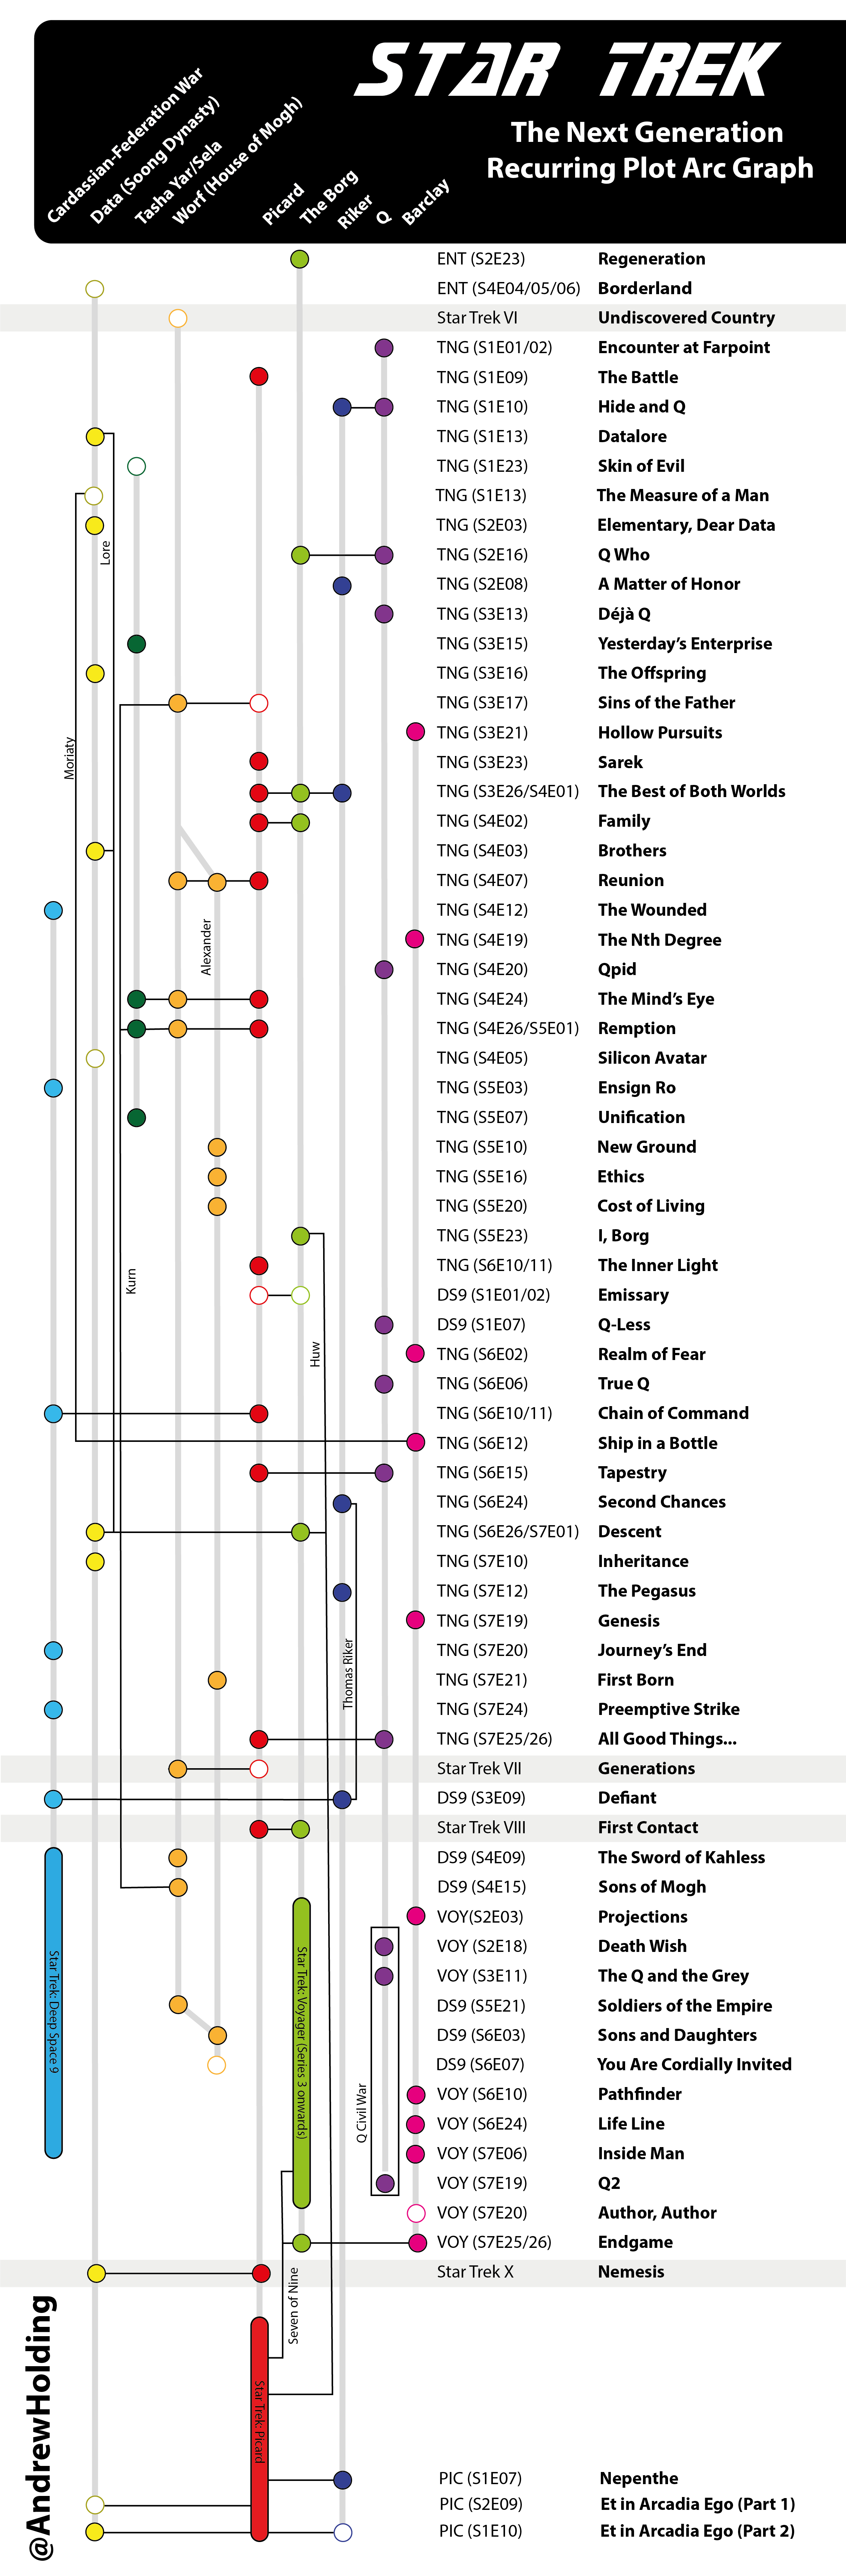 STAR TREK
The Next Generation
Recurring Plot Arc Graph
Cardassian-Federation War
Data (Soong Dynasty)
Tasha Yar/Sela
Worf (House of Mogh)
Picard
The Borg
Riker
Q
Barclay
ENT (S2E23) Regeneration
ENT (S4E04/05/06) Borderland
Star Trek VI Undiscovered Country
TNG (S1E01/02) Encounter at Farpoint
TNG (S1E09) The Battle
TNG (S1E10) Hide and Q
TNG (S1E13) Datalore
TNG (S1E23) Skin of Evil
TNG (S1E13) The Measure of a Man
TNG (S2E03) Elementary, Dear Data
Lore
TNG (S2E16) Q Who
TNG (S2E08) A Matter of Honor
TNG (S3E13) Déjà Q
TNG (S3E15) Yesterday’s Enterprise
TNG (S3E16) The Offspring
TNG (S3E17) Sins of the Father
TNG (S3E21) Hollow Pursuits
Moriaty
TNG (S3E23) Sarek
TNG (S3E26/S4E01) The Best of Both Worlds
TNG (S4E02) Family
TNG (S4E03) Brothers
TNG (S4E07) Reunion
TNG (S4E12) The Wounded
TNG (S4E19) The Nth Degree
Alexander
TNG (S4E20) Qpid
TNG (S4E24) The Mind’s Eye
TNG (S4E26/S5E01) Remption
TNG (S4E05) Silicon Avatar
TNG (S5E03) Ensign Ro
TNG (S5E07) Unification
TNG (S5E10) New Ground
TNG (S5E16) Ethics
TNG (S5E20) Cost of Living
TNG (S5E23) I, Borg
TNG (S6E10/11) The Inner Light
Kurn
DS9 (S1E01/02) Emissary
DS9 (S1E07) Q-Less
Huw
TNG (S6E02) Realm of Fear
TNG (S6E06) True Q
TNG (S6E10/11) Chain of Command
TNG (S6E12) Ship in a Bottle
TNG (S6E15) Tapestry
TNG (S6E24) Second Chances
TNG (S6E26/S7E01) Descent
TNG (S7E10) Inheritance
TNG (S7E12) The Pegasus
TNG (S7E19) Genesis
TNG (S7E20) Journey’s End
Thomas Riker
TNG (S7E21) First Born
TNG (S7E24) Preemptive Strike
TNG (S7E25/26) All Good Things...
Star Trek VII Generations
DS9 (S3E09) Defiant
Star Trek VIII First Contact
DS9 (S4E09) The Sword of Kahless
DS9 (S4E15) Sons of Mogh
VOY(S2E03) Projections
VOY (S2E18) Death Wish
VOY (S3E11) The Q and the Grey
Star Trek: Deep Space 9
Star Trek: Voyager (Series 3 onwards)
DS9 (S5E21) Soldiers of the Empire
DS9 (S6E03) Sons and Daughters
DS9 (S6E07) You Are Cordially Invited
VOY (S6E10) Pathfinder
Q Civil War
VOY (S6E24) Life Line
VOY (S7E06) Inside Man
VOY (S7E19) Q2
VOY (S7E20) Author, Author
VOY (S7E25/26) Endgame
Star Trek X Nemesis
Seven of Nine
Star Trek: Picard
@AndrewHolding
PIC (S1E07) Nepenthe
PIC (S2E09) Et in Arcadia Ego (Part 1)
PIC (S1E10) Et in Arcadia Ego (Part 2)